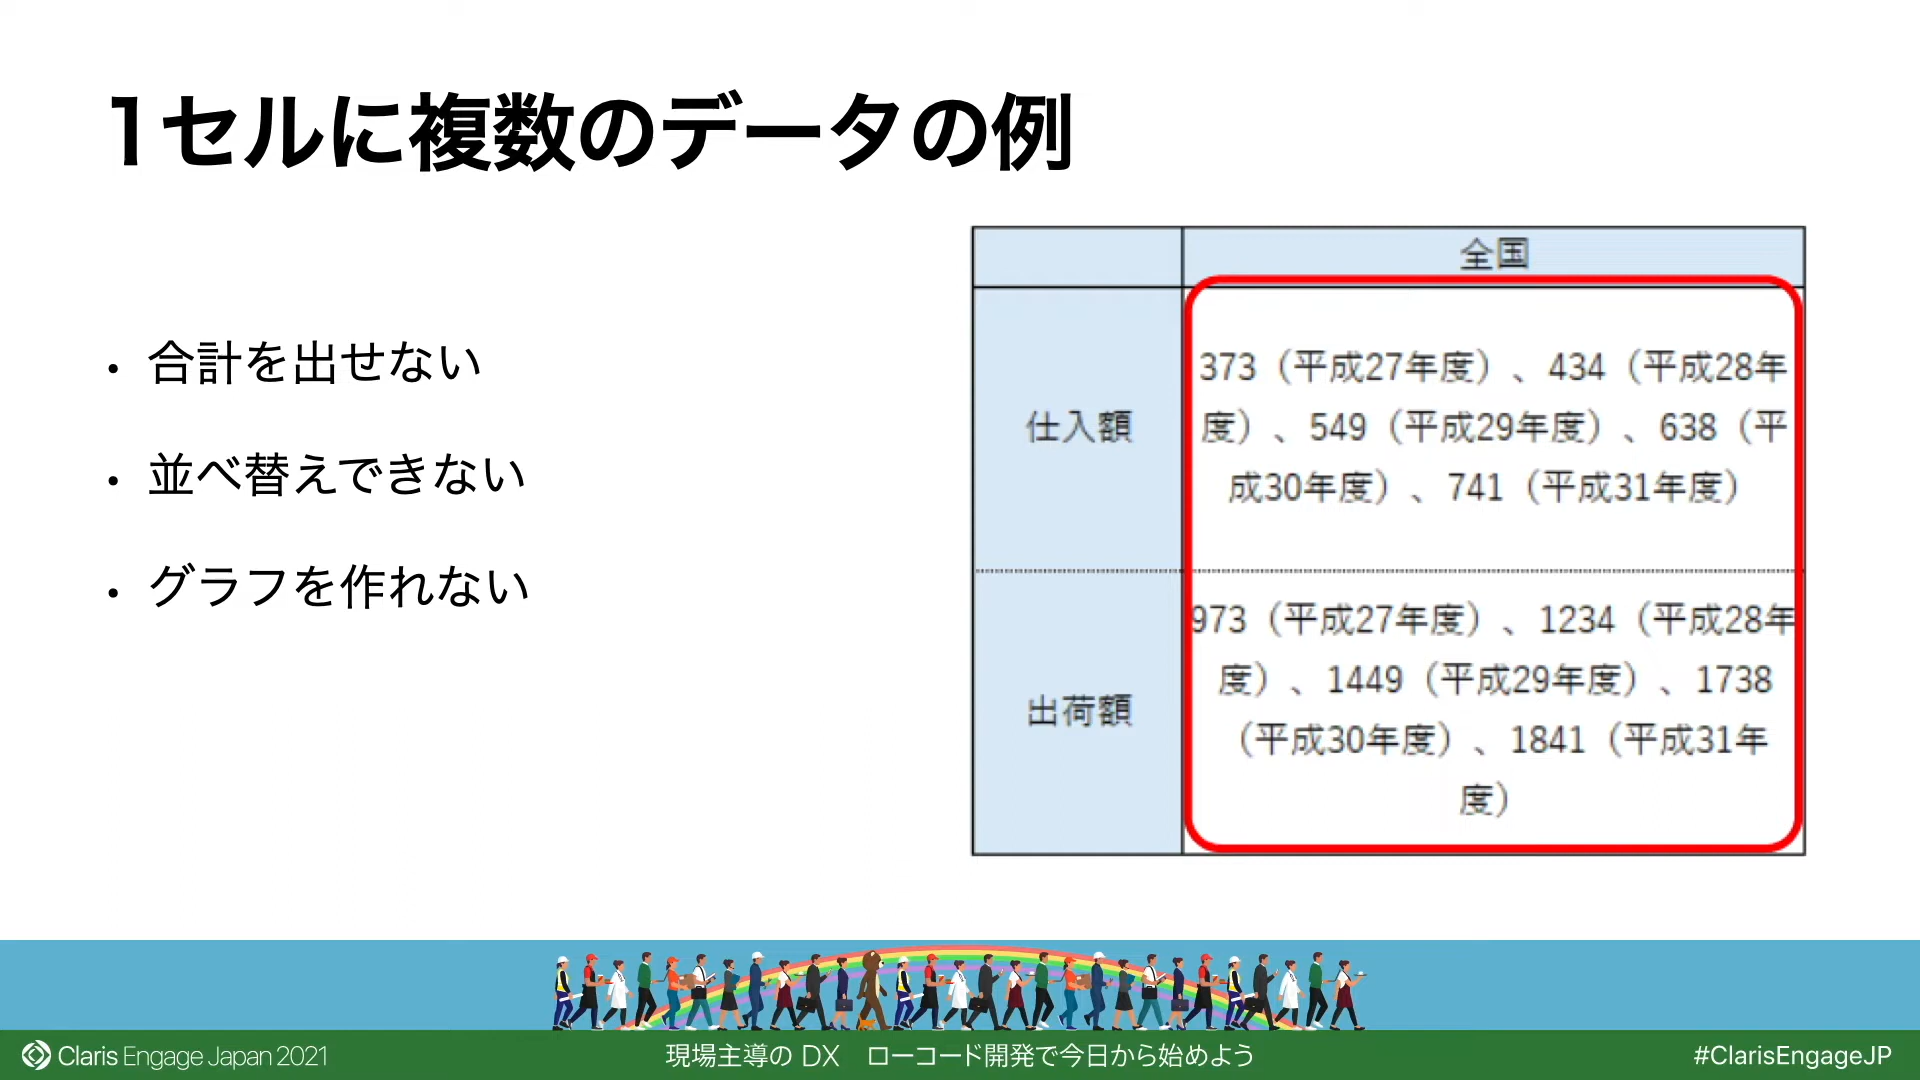 1セルに複数のデータの例
• 合計を出せない
• 並べ替えできない
• グラフを作れない
全国
仕入額
373（平成27年度）、434（平成28年
度）、549（平成29年度）、638（平
成30年度）、741（平成31年度）
出荷額
973（平成27年度）、1234（平成28年
度）、1449（平成29年度）、1738
（平成30年度）、1841（平成31年
度）
Claris Engage Japan 2021
現場主導の DX　ローコード開発で今日から始めよう
#ClarisEngageJP